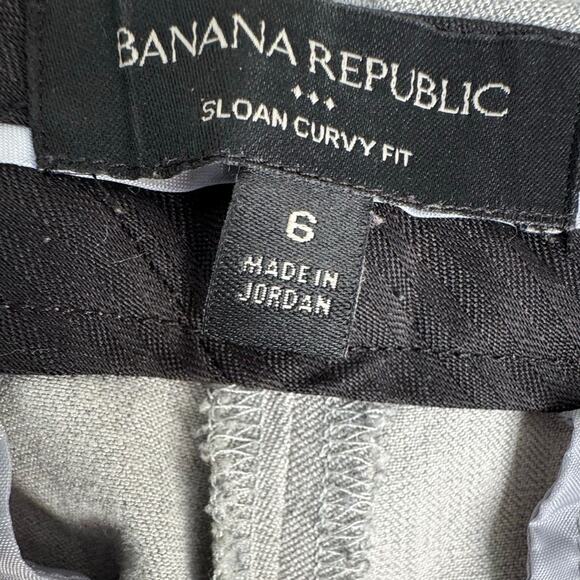 BANANA REPUBLIC
SLOAN CURVY FIT
6
MADE IN
JORDAN